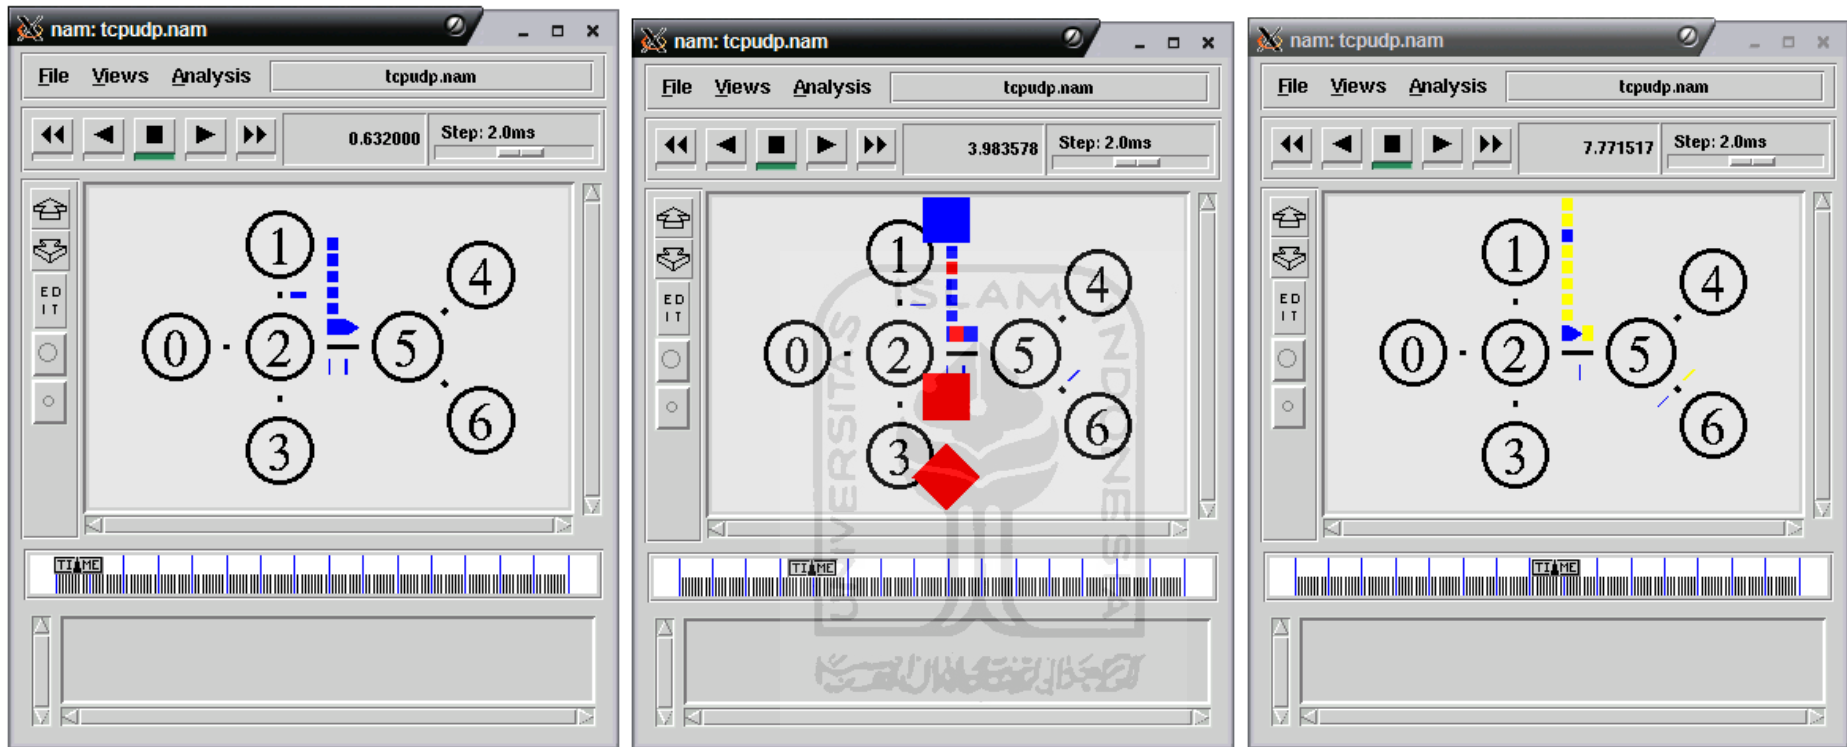 nam: tcpudp.nam
File Views Analysis tcpudp.nam
0.632000 Step: 2.0ms
ED
IT
1
4
0 2 5
6
3
TIME
nam: tcpudp.nam
File Views Analysis tcpudp.nam
3.983578 Step: 2.0ms
ED
IT
1
4
0 2 5
6
3
TIME
UNIVERSITAS
ISLAM
INDONESIA
nam: tcpudp.nam
File Views Analysis tcpudp.nam
7.771517 Step: 2.0ms
ED
IT
1
4
0 2 5
6
3
TIME